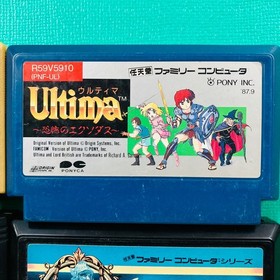 R59V5910
(PNF-UL)
任天堂 ファミリー コンピュータ
ウルティマ
Ultima™
© PONY INC.
'87.9
〜恐怖のエクソダス〜
Original Version of Ultima © Origin Systems, Inc.
FAMICOM Version of Ultima © PONY, Inc.
Ultima and Lord British are Trademarks of Richard G
ORIGIN
PONYCA
任天堂 ファミリー コンピュータ シリーズ